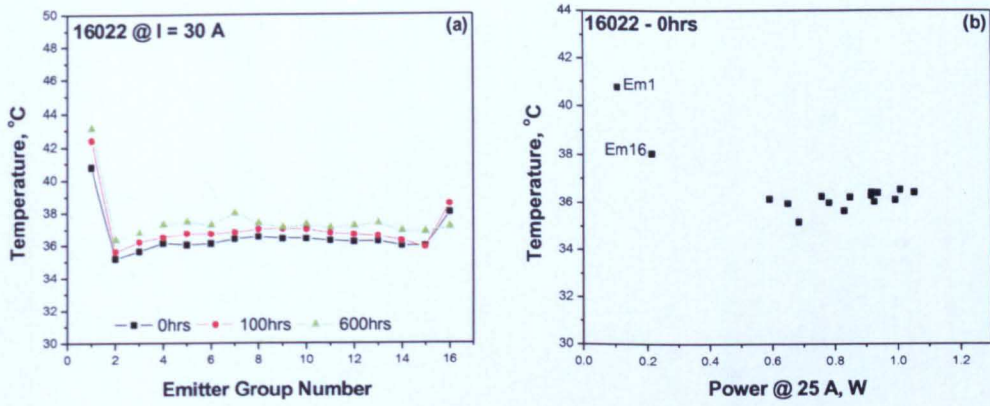 16022 @ I = 30 A
(a)
Temperature, °C
50
48
46
44
42
40
38
36
34
32
30
0hrs
100hrs
600hrs
0 2 4 6 8 10 12 14 16
Emitter Group Number
16022 - 0hrs
(b)
Temperature, °C
44
42
40
38
36
34
32
30
Em1
Em16
0.0 0.2 0.4 0.6 0.8 1.0 1.2
Power @ 25 A, W